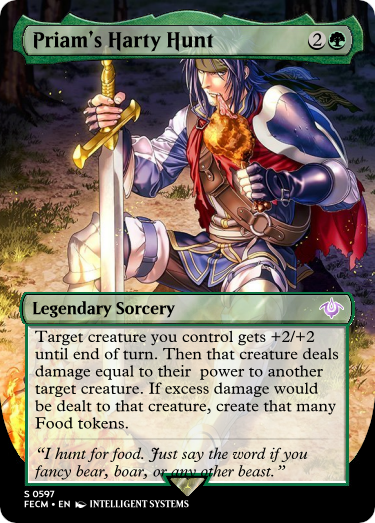 Priam's Harty Hunt 2
Legendary Sorcery
Target creature you control gets +2/+2
until end of turn. Then that creature deals
damage equal to their power to another
target creature. If excess damage would
be dealt to that creature, create that many
Food tokens.
“I hunt for food. Just say the word if you
fancy bear, boar, or any other beast.”
S 0597
FECM • EN INTELLIGENT SYSTEMS